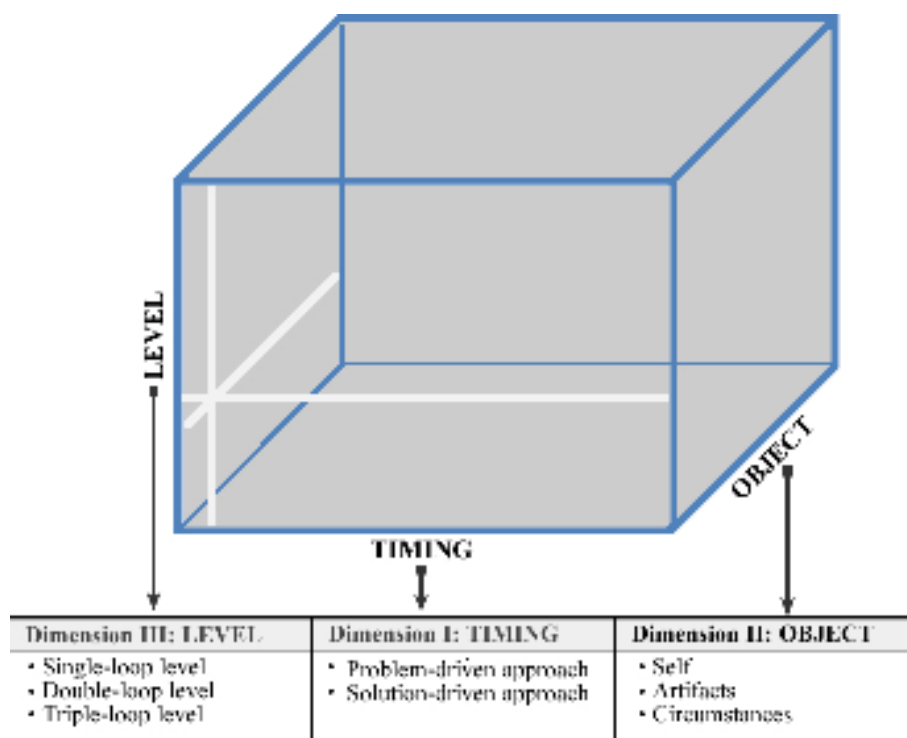 LEVEL
OBJECT
TIMING
Dimension III: LEVEL
• Single-loop level
• Double-loop level
• Triple-loop level
Dimension I: TIMING
• Problem-driven approach
• Solution-driven approach
Dimension II: OBJECT
• Self
• Artifacts
• Circumstances